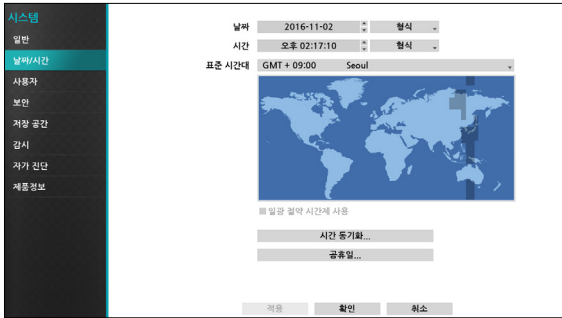 시스템
일반
날짜/시간
사용자
보안
저장 공간
감시
자가 진단
제품정보
날짜 2016-11-02 형식
시간 오후 02:17:10 형식
표준 시간대 GMT + 09:00 Seoul
일광 절약 시간제 사용
시간 동기화...
공휴일...
적용 확인 취소